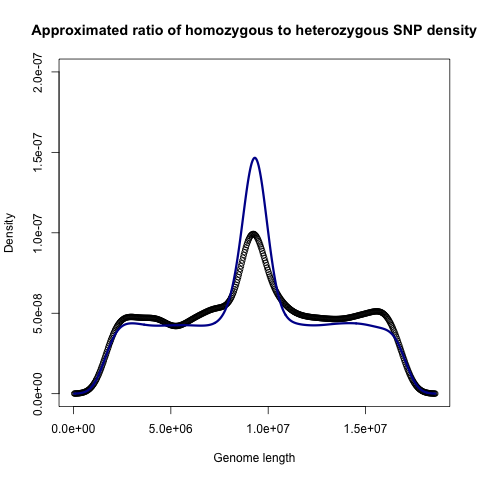 Approximated ratio of homozygous to heterozygous SNP density
2.0e-07
1.5e-07
1.0e-07
5.0e-08
0.0e+00
Density
0.0e+00 5.0e+06 1.0e+07 1.5e+07
Genome length